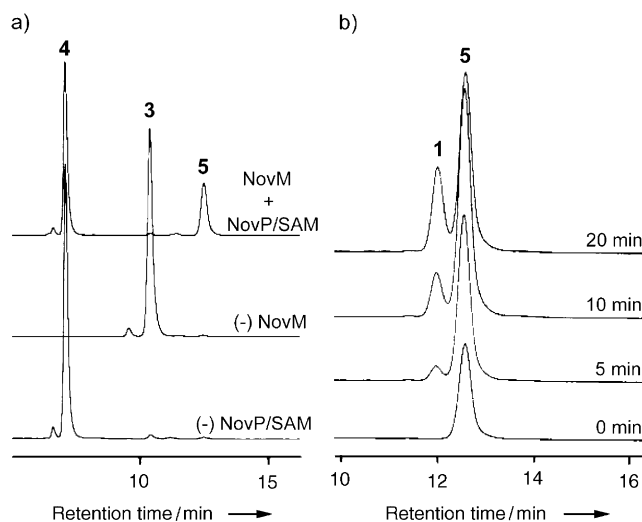 a)
4
3
5
NovM
+
NovP/SAM
(-) NovM
(-) NovP/SAM
10
15
Retention time / min
b)
5
1
20 min
10 min
5 min
0 min
10
12
14
16
Retention time / min